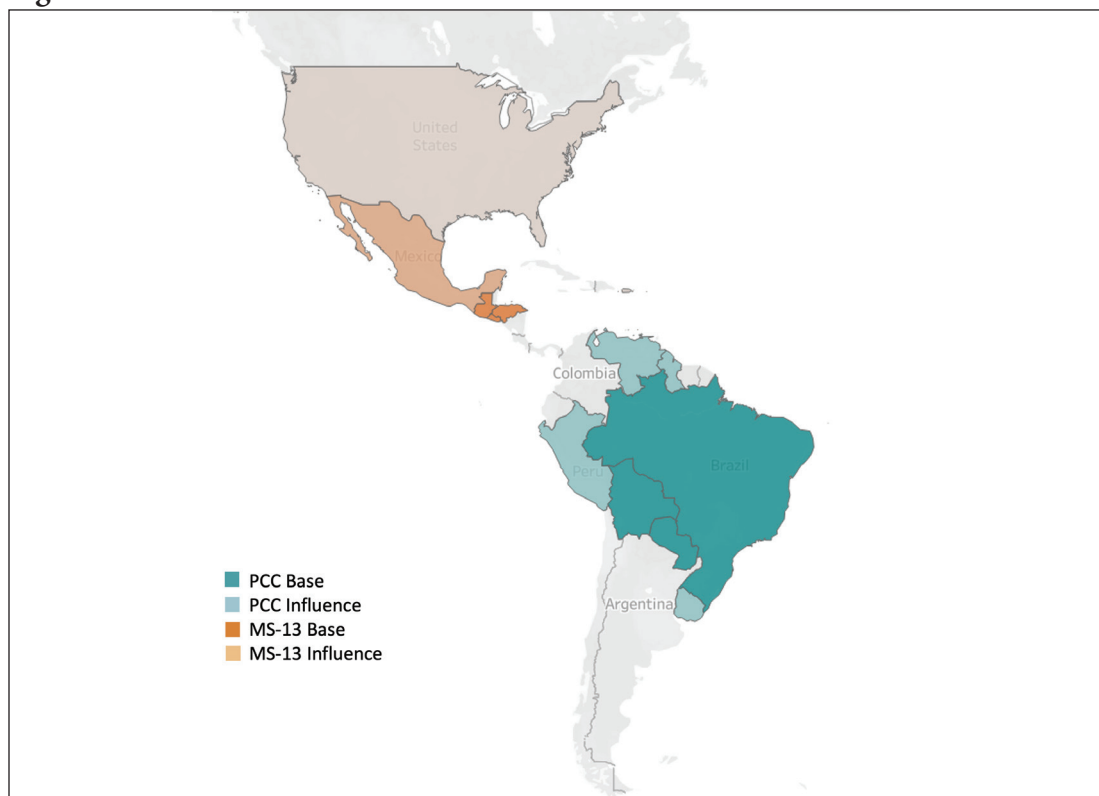 United
States
Mexico
Colombia
Peru
Brazil
Argentina
PCC Base
PCC Influence
MS-13 Base
MS-13 Influence